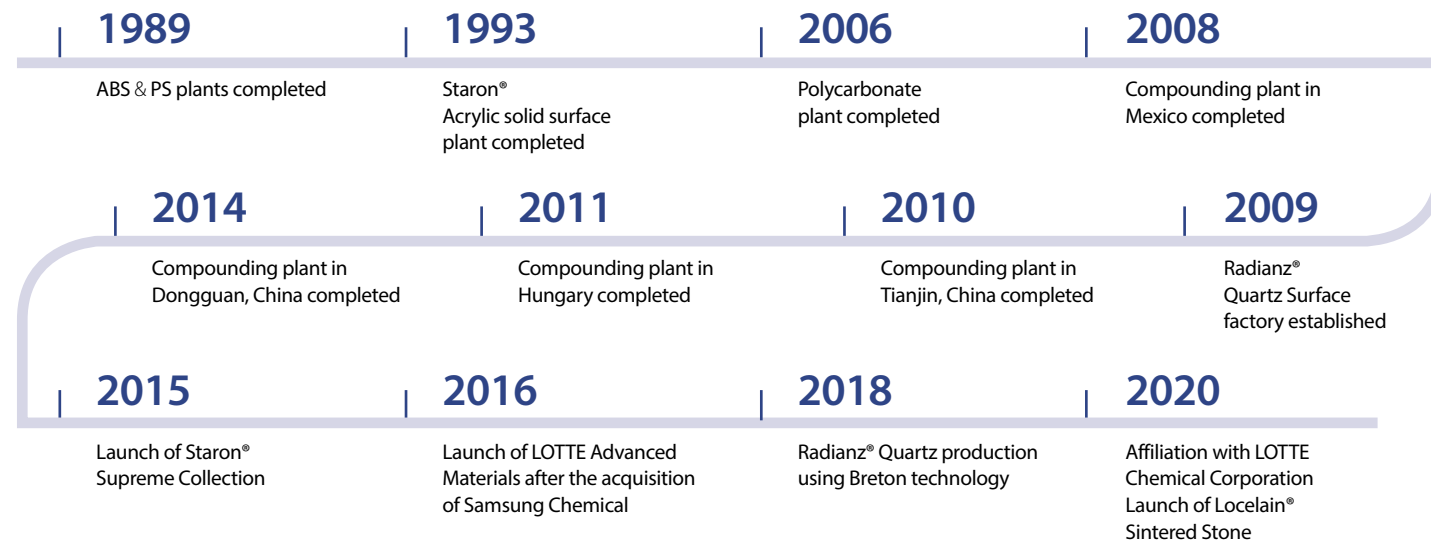 1989
ABS & PS plants completed
1993
Staron®
Acrylic solid surface
plant completed
2006
Polycarbonate
plant completed
2008
Compounding plant in
Mexico completed
2009
Radianz®
Quartz Surface
factory established
2010
Compounding plant in
Tianjin, China completed
2011
Compounding plant in
Hungary completed
2014
Compounding plant in
Dongguan, China completed
2015
Launch of Staron®
Supreme Collection
2016
Launch of LOTTE Advanced
Materials after the acquisition
of Samsung Chemical
2018
Radianz® Quartz production
using Breton technology
2020
Affiliation with LOTTE
Chemical Corporation
Launch of Locelain®
Sintered Stone